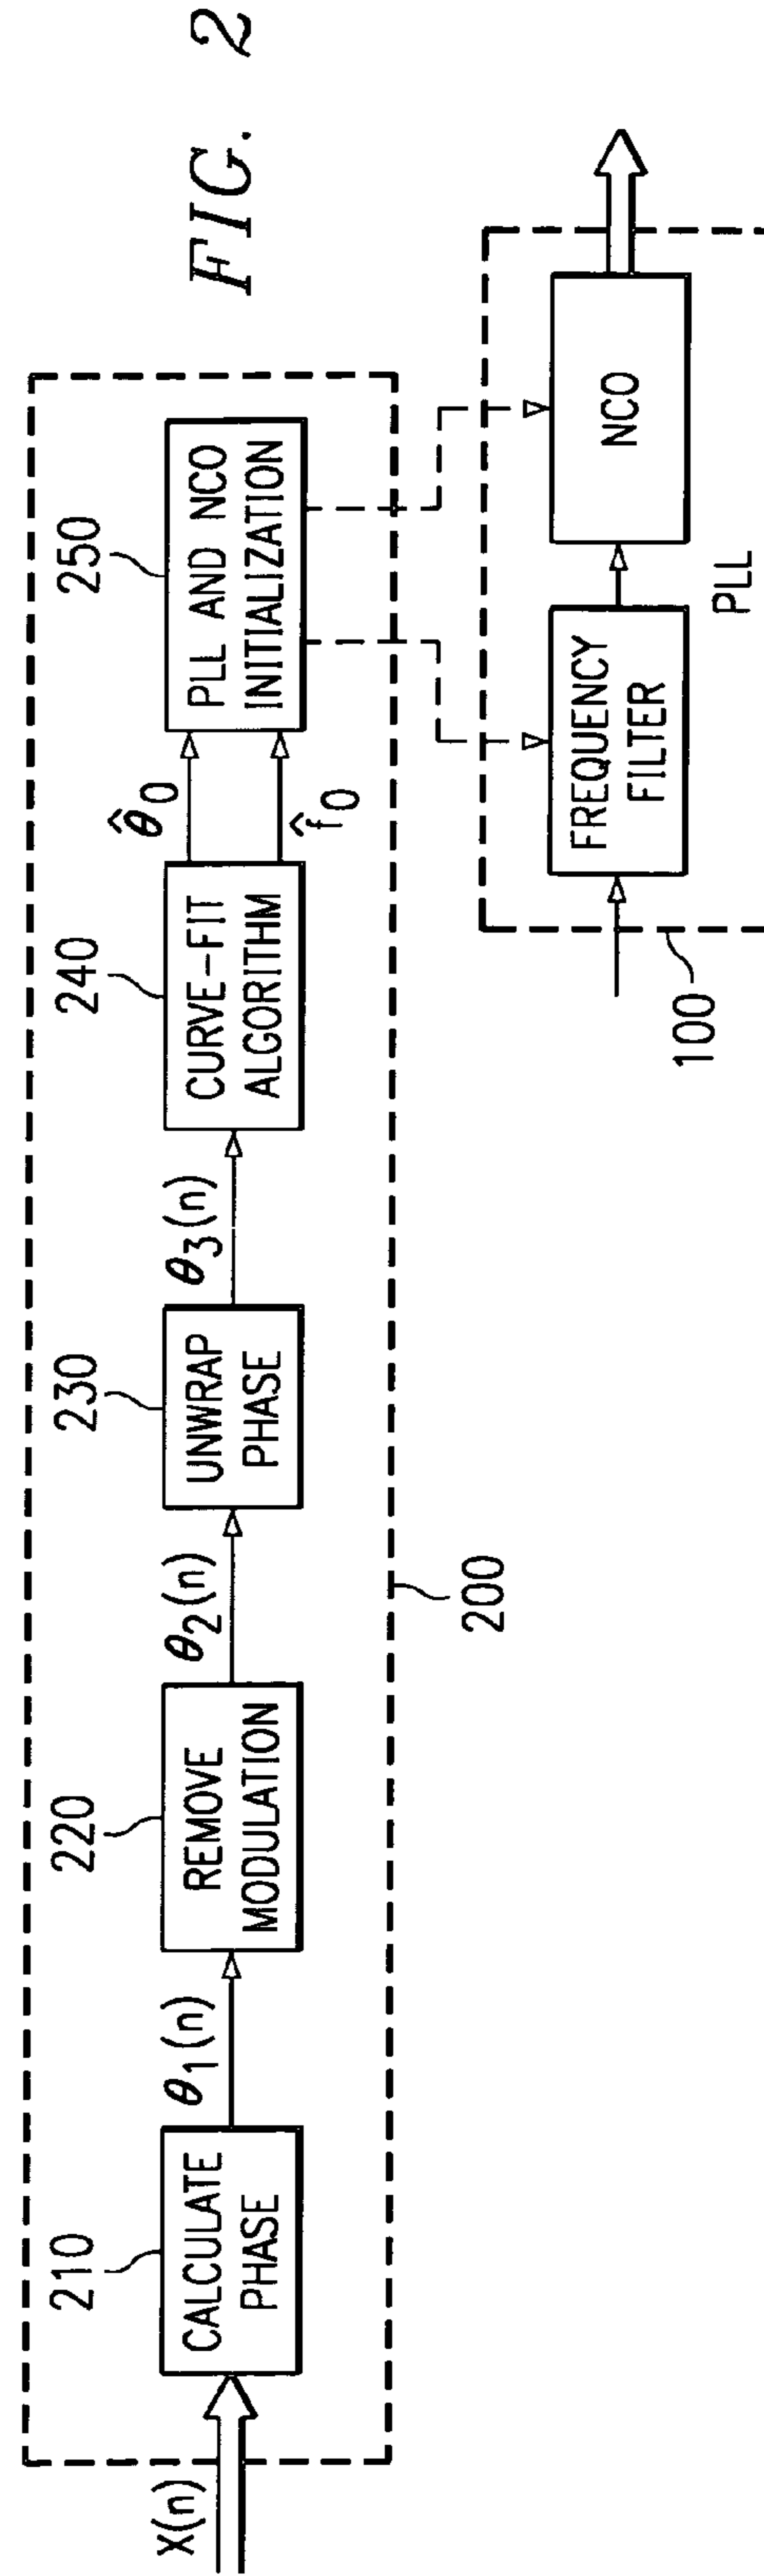 FIG. 2
210
220
230
240
250
X(n)
CALCULATE
PHASE
θ1(n)
REMOVE
MODULATION
θ2(n)
UNWRAP
PHASE
θ3(n)
CURVE-FIT
ALGORITHM
θ̂0
f̂0
PLL AND NCO
INITIALIZATION
200
FREQUENCY
FILTER
NCO
100
PLL